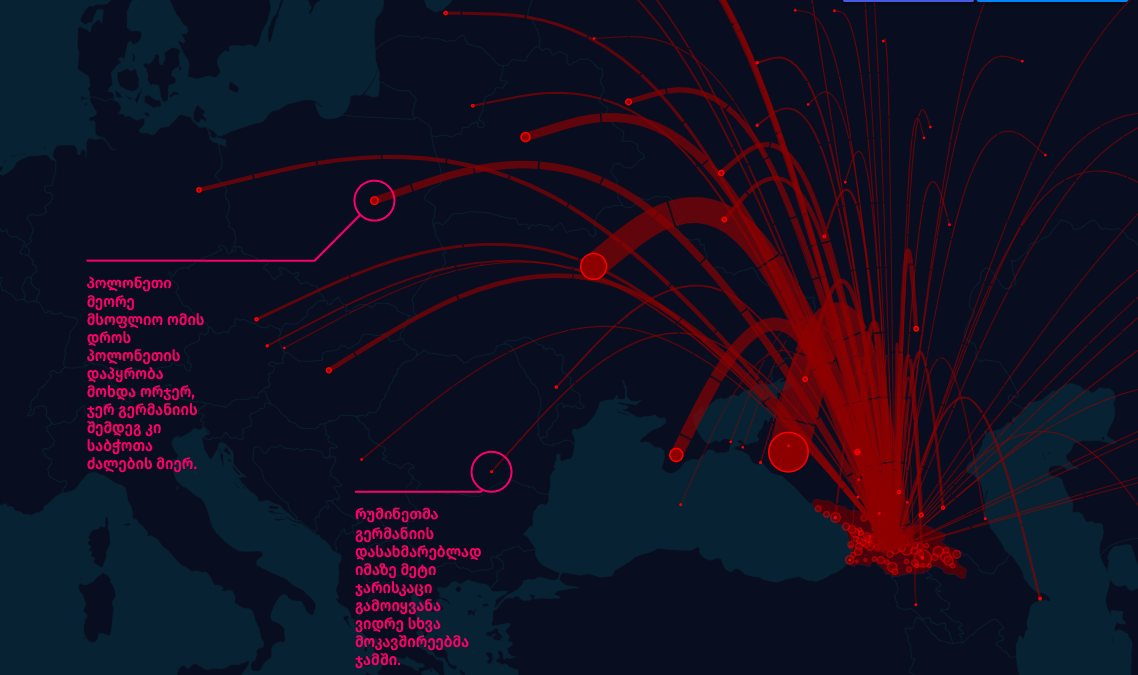 პოლონეთი
მეორე
მსოფლიო ომის
დროს
პოლონეთის
დაპყრობა
მოხდა ორჯერ,
ჯერ გერმანიის
შემდეგ კი
საბჭოთა
ძალების მიერ.
რუმინეთმა
გერმანიის
დასახმარებლად
იმაზე მეტი
ჯარისკაცი
გამოიყვანა
ვიდრე სხვა
მოკავშირეებმა
ჯამში.